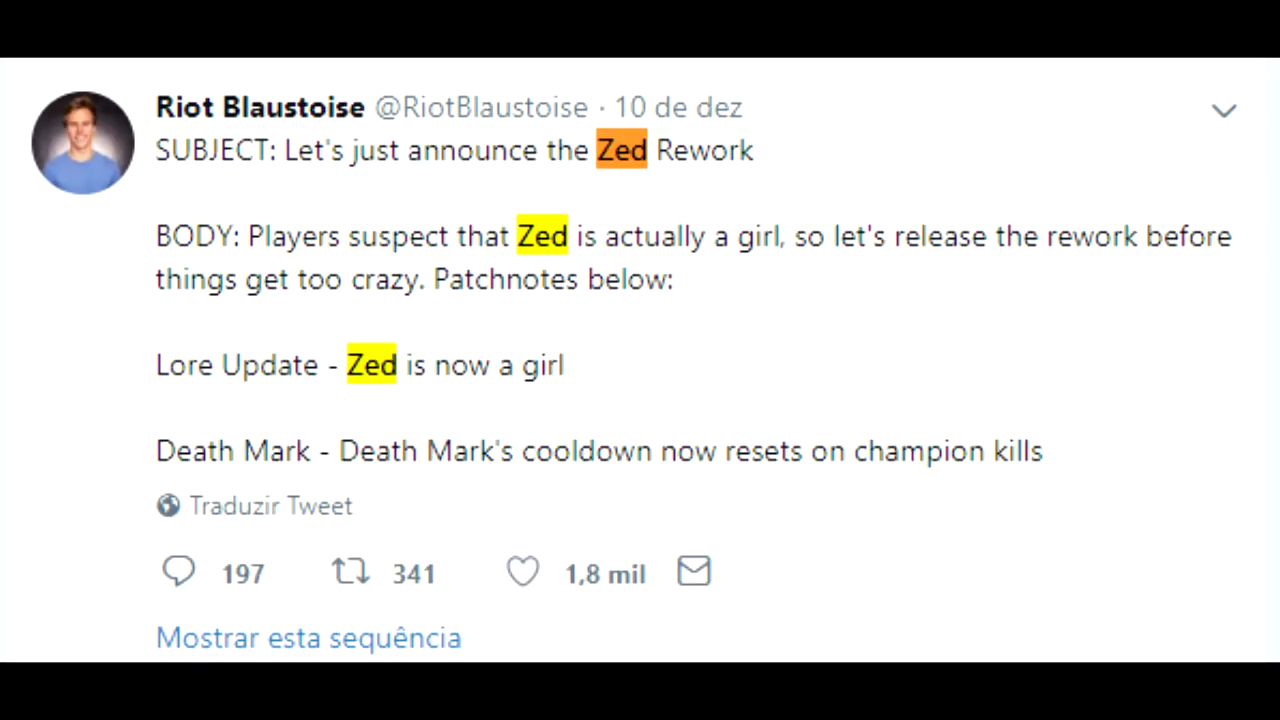 Riot Blaustoise @RiotBlaustoise · 10 de dez
SUBJECT: Let's just announce the Zed Rework
BODY: Players suspect that Zed is actually a girl, so let's release the rework before
things get too crazy. Patchnotes below:
Lore Update - Zed is now a girl
Death Mark - Death Mark's cooldown now resets on champion kills
Traduzir Tweet
197 341 1,8 mil
Mostrar esta sequência